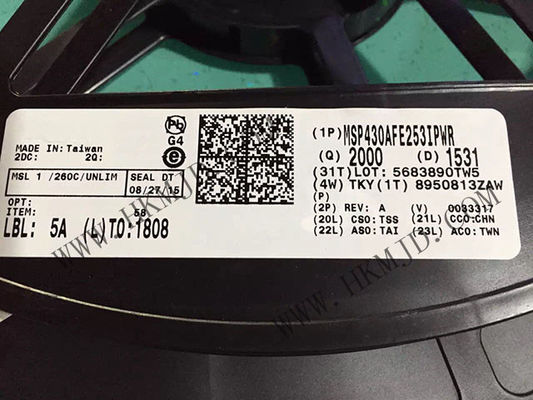 MADE IN: Taiwan
2DC: 2Q:
G4
e
MSL 1 /260C/UNLIM SEAL DT
08/27/15
OPT:
ITEM: 58
LBL: 5A (L)TO:1808
(1P) MSP430AFE253IPWR
(Q) 2000 (D) 1531
(31T)LOT: 5683890TW5
(4W) TKY(1T) 8950813ZAW
(P)
(2P) REV: A (V) 0033317
(20L) CSO:TSS (21L) CCO:CHN
(22L) ASO:TAI (23L) ACO:TWN
WWW.HKMJD.COM
WWW.HKMJD.COM